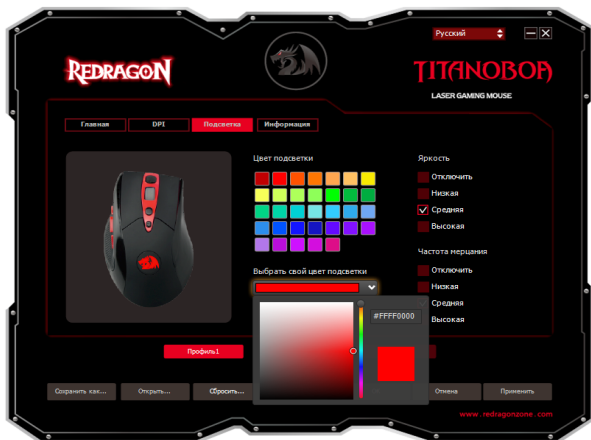 Русский
REDRAGON
TITANOBOA
LASER GAMING MOUSE
Главная
DPI
Подсветка
Информация
Цвет подсветки
Яркость
Отключить
Низкая
Средняя
Высокая
Выбрать свой цвет подсветки
Частота мерцания
Отключить
Низкая
Средняя
Высокая
#FFFF0000
Профиль1
Сохранить как...
Открыть...
Сбросить...
Отмена
Применить
www.redragonzone.com